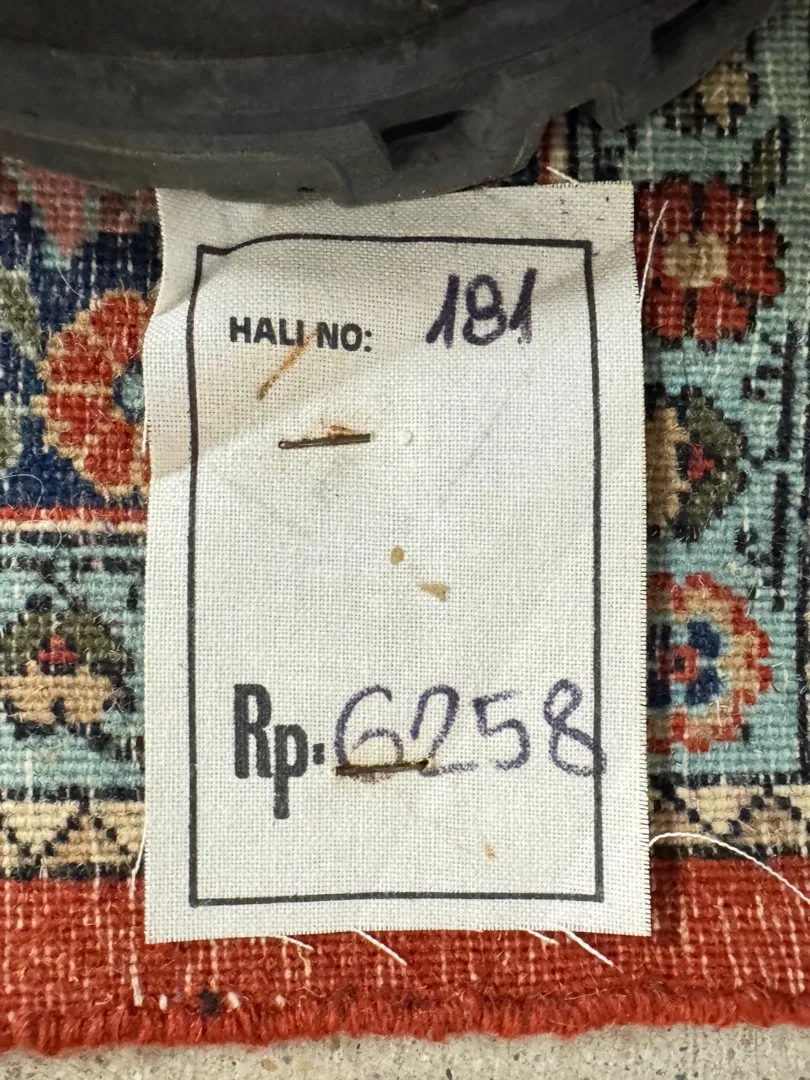 HALI NO: 181
Rp. 6258